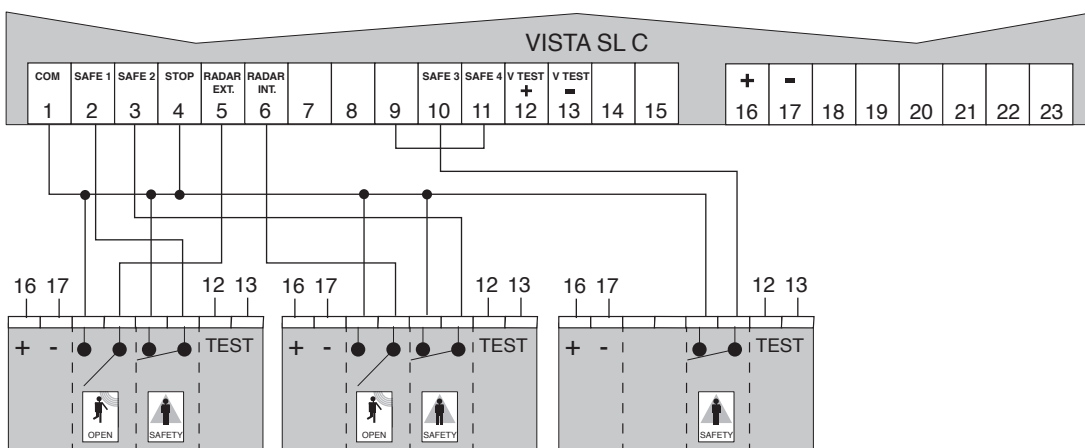 VISTA SL C
COM SAFE 1 SAFE 2 STOP RADAR EXT. RADAR INT. SAFE 3 SAFE 4 V TEST + V TEST - + -
1 2 3 4 5 6 7 8 9 10 11 12 13 14 15 16 17 18 19 20 21 22 23
16 17 12 13 16 17 12 13 16 17 12 13
+ - TEST + - TEST + - TEST
OPEN SAFETY OPEN SAFETY SAFETY